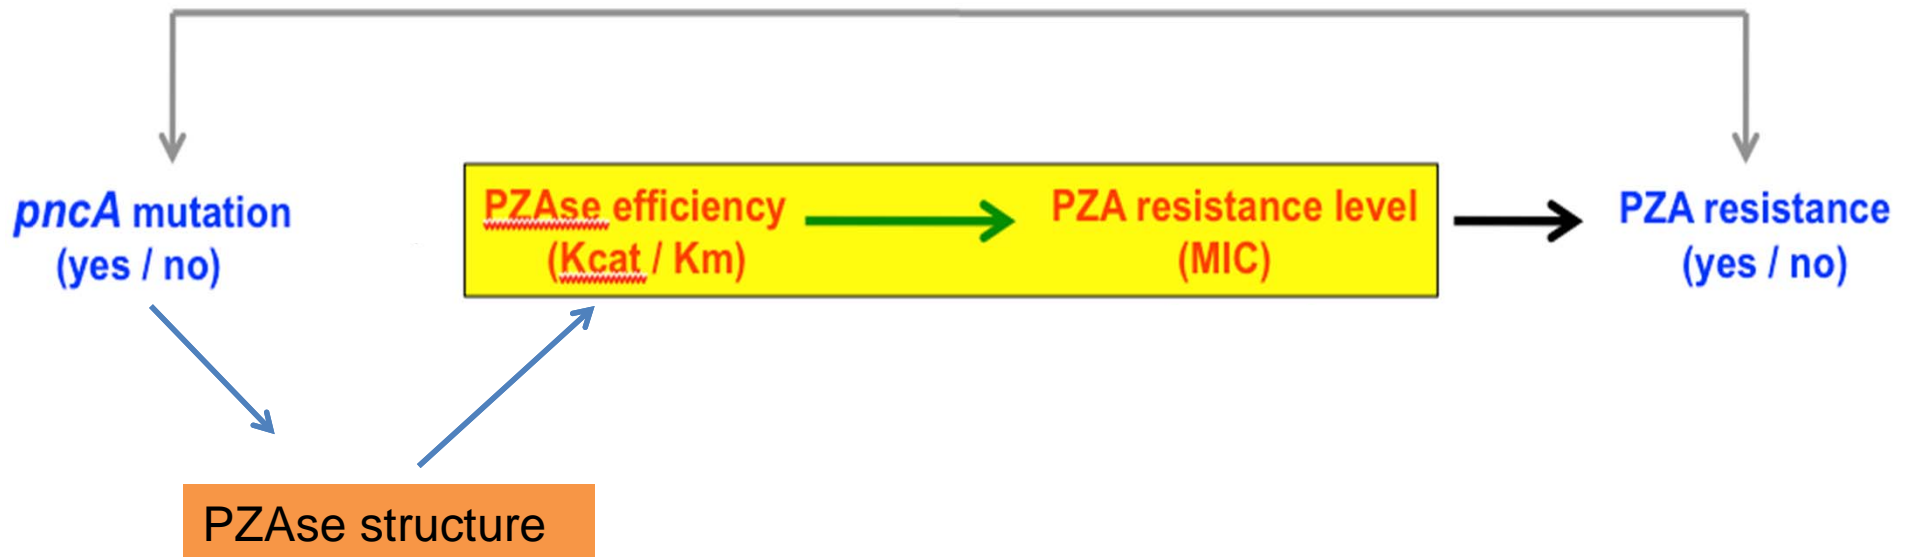 pncA mutation
(yes / no)
PZAse efficiency
(Kcat / Km)
PZA resistance level
(MIC)
PZA resistance
(yes / no)
PZAse structure